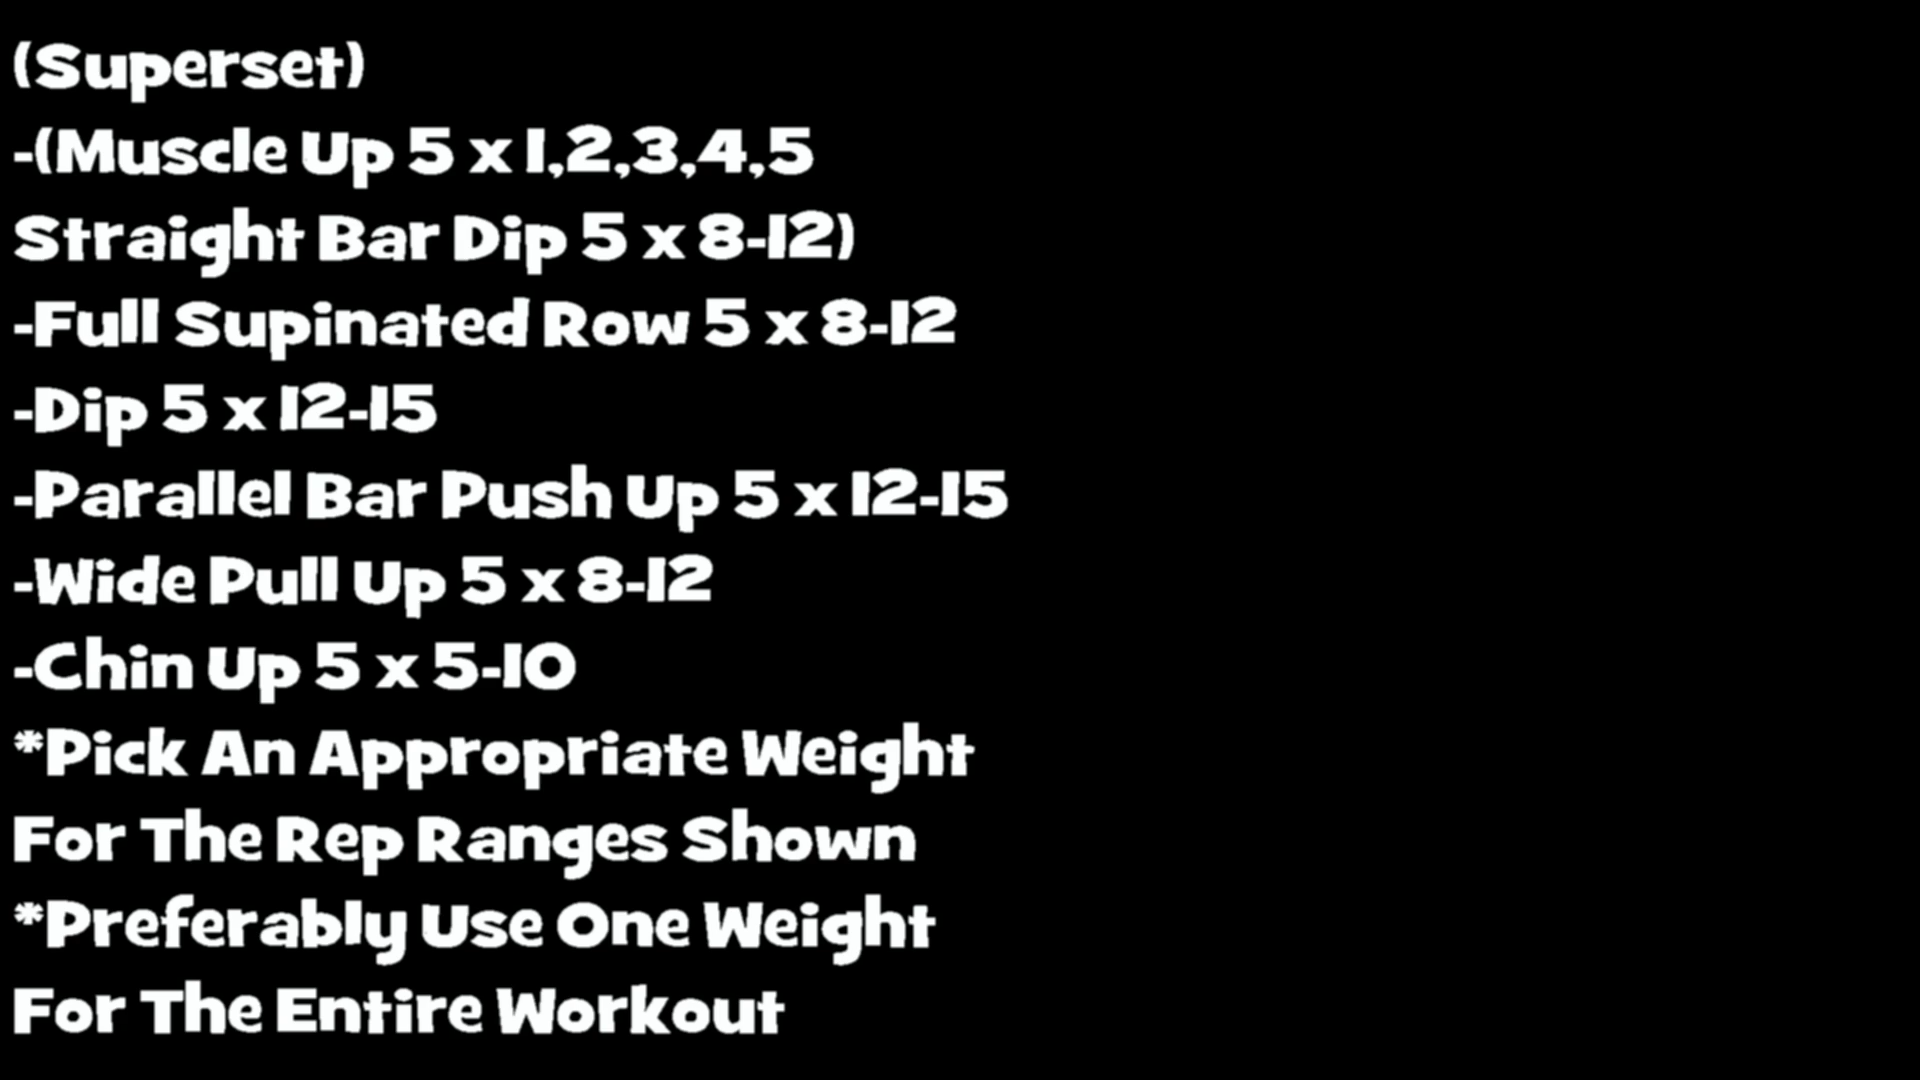 (Superset)
-(Muscle Up 5 x 1,2,3,4,5
Straight Bar Dip 5 x 8-12)
-Full Supinated Row 5 x 8-12
-Dip 5 x 12-15
-Parallel Bar Push Up 5 x 12-15
-Wide Pull Up 5 x 8-12
-Chin Up 5 x 5-10
*Pick An Appropriate Weight
For The Rep Ranges Shown
*Preferably Use One Weight
For The Entire Workout